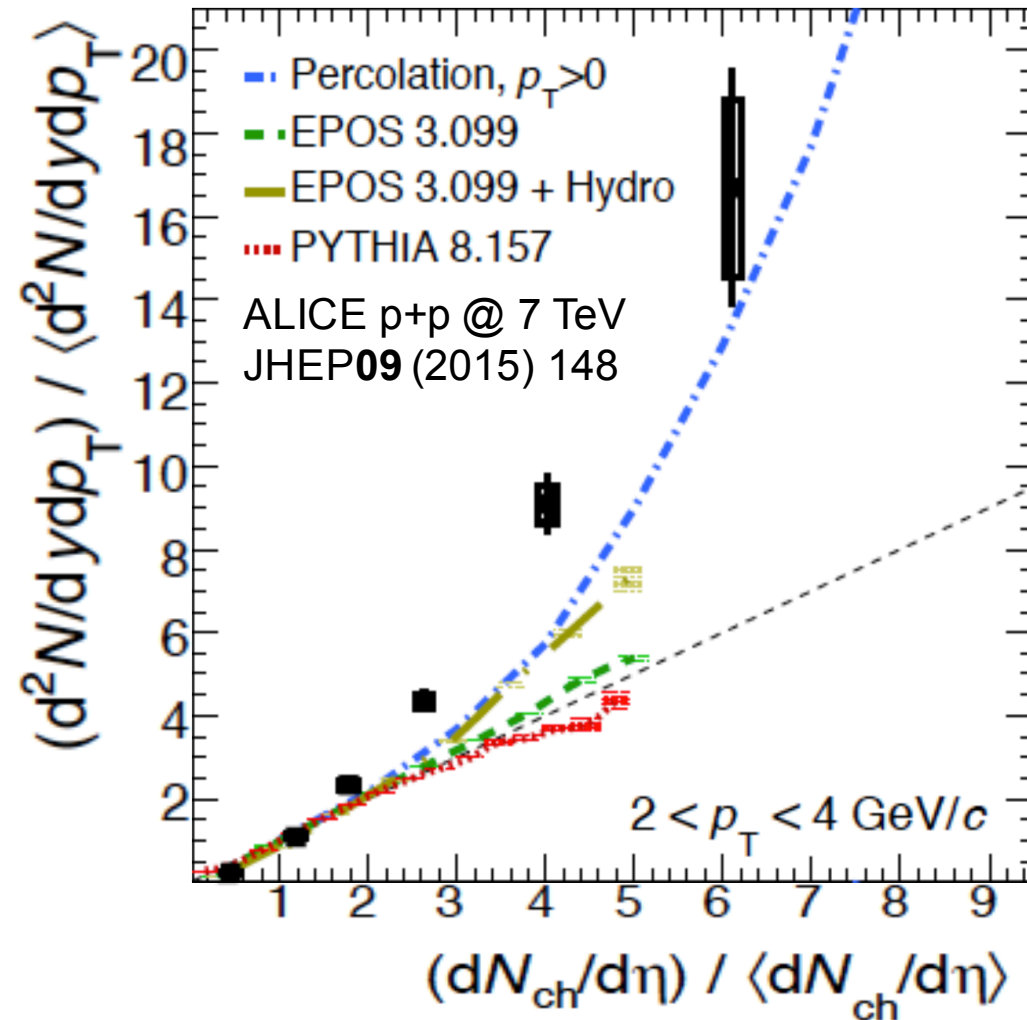 (d²N/dydp_T) / ⟨d²N/dydp_T⟩
20
18
16
14
12
10
8
6
4
2
Percolation, p_T>0
EPOS 3.099
EPOS 3.099 + Hydro
PYTHIA 8.157
ALICE p+p @ 7 TeV
JHEP09 (2015) 148
2 < p_T < 4 GeV/c
1 2 3 4 5 6 7 8 9
(dN_ch/dη) / ⟨dN_ch/dη⟩